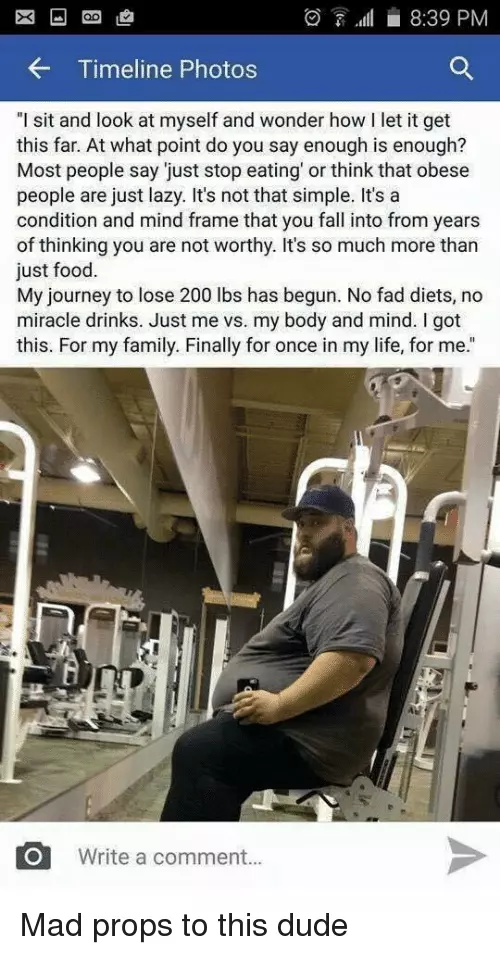 8:39 PM
Timeline Photos
"I sit and look at myself and wonder how I let it get
this far. At what point do you say enough is enough?
Most people say 'just stop eating' or think that obese
people are just lazy. It's not that simple. It's a
condition and mind frame that you fall into from years
of thinking you are not worthy. It's so much more than
just food.
My journey to lose 200 lbs has begun. No fad diets, no
miracle drinks. Just me vs. my body and mind. I got
this. For my family. Finally for once in my life, for me."
Write a comment...
Mad props to this dude